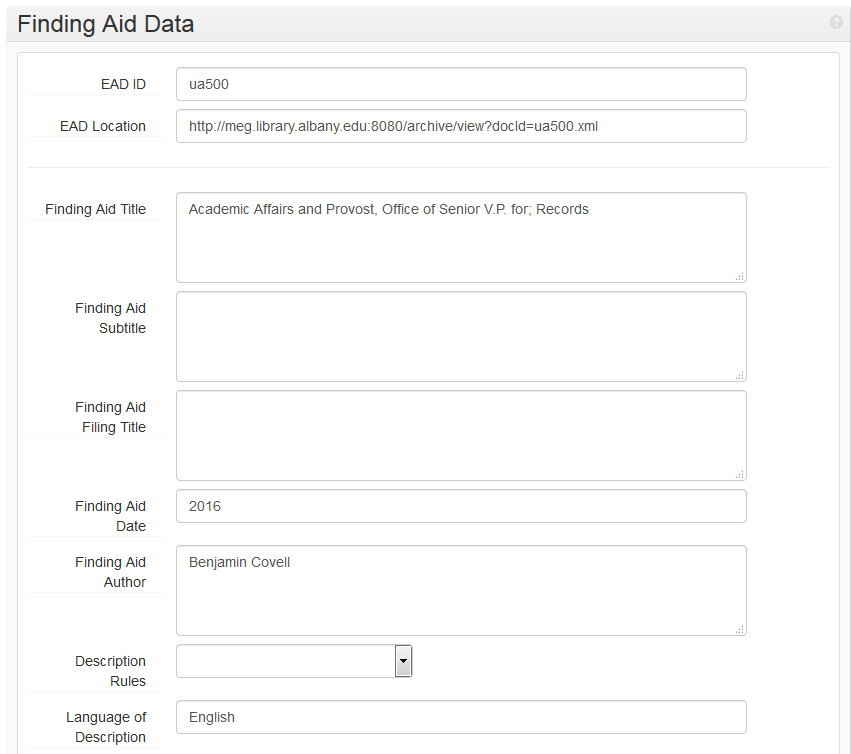 Finding Aid Data
?
EAD ID
ua500
EAD Location
http://meg.library.albany.edu:8080/archive/view?docId=ua500.xml
Finding Aid Title
Academic Affairs and Provost, Office of Senior V.P. for; Records
Finding Aid
Subtitle
Finding Aid
Filing Title
Finding Aid
Date
2016
Finding Aid
Author
Benjamin Covell
Description
Rules
Language of
Description
English